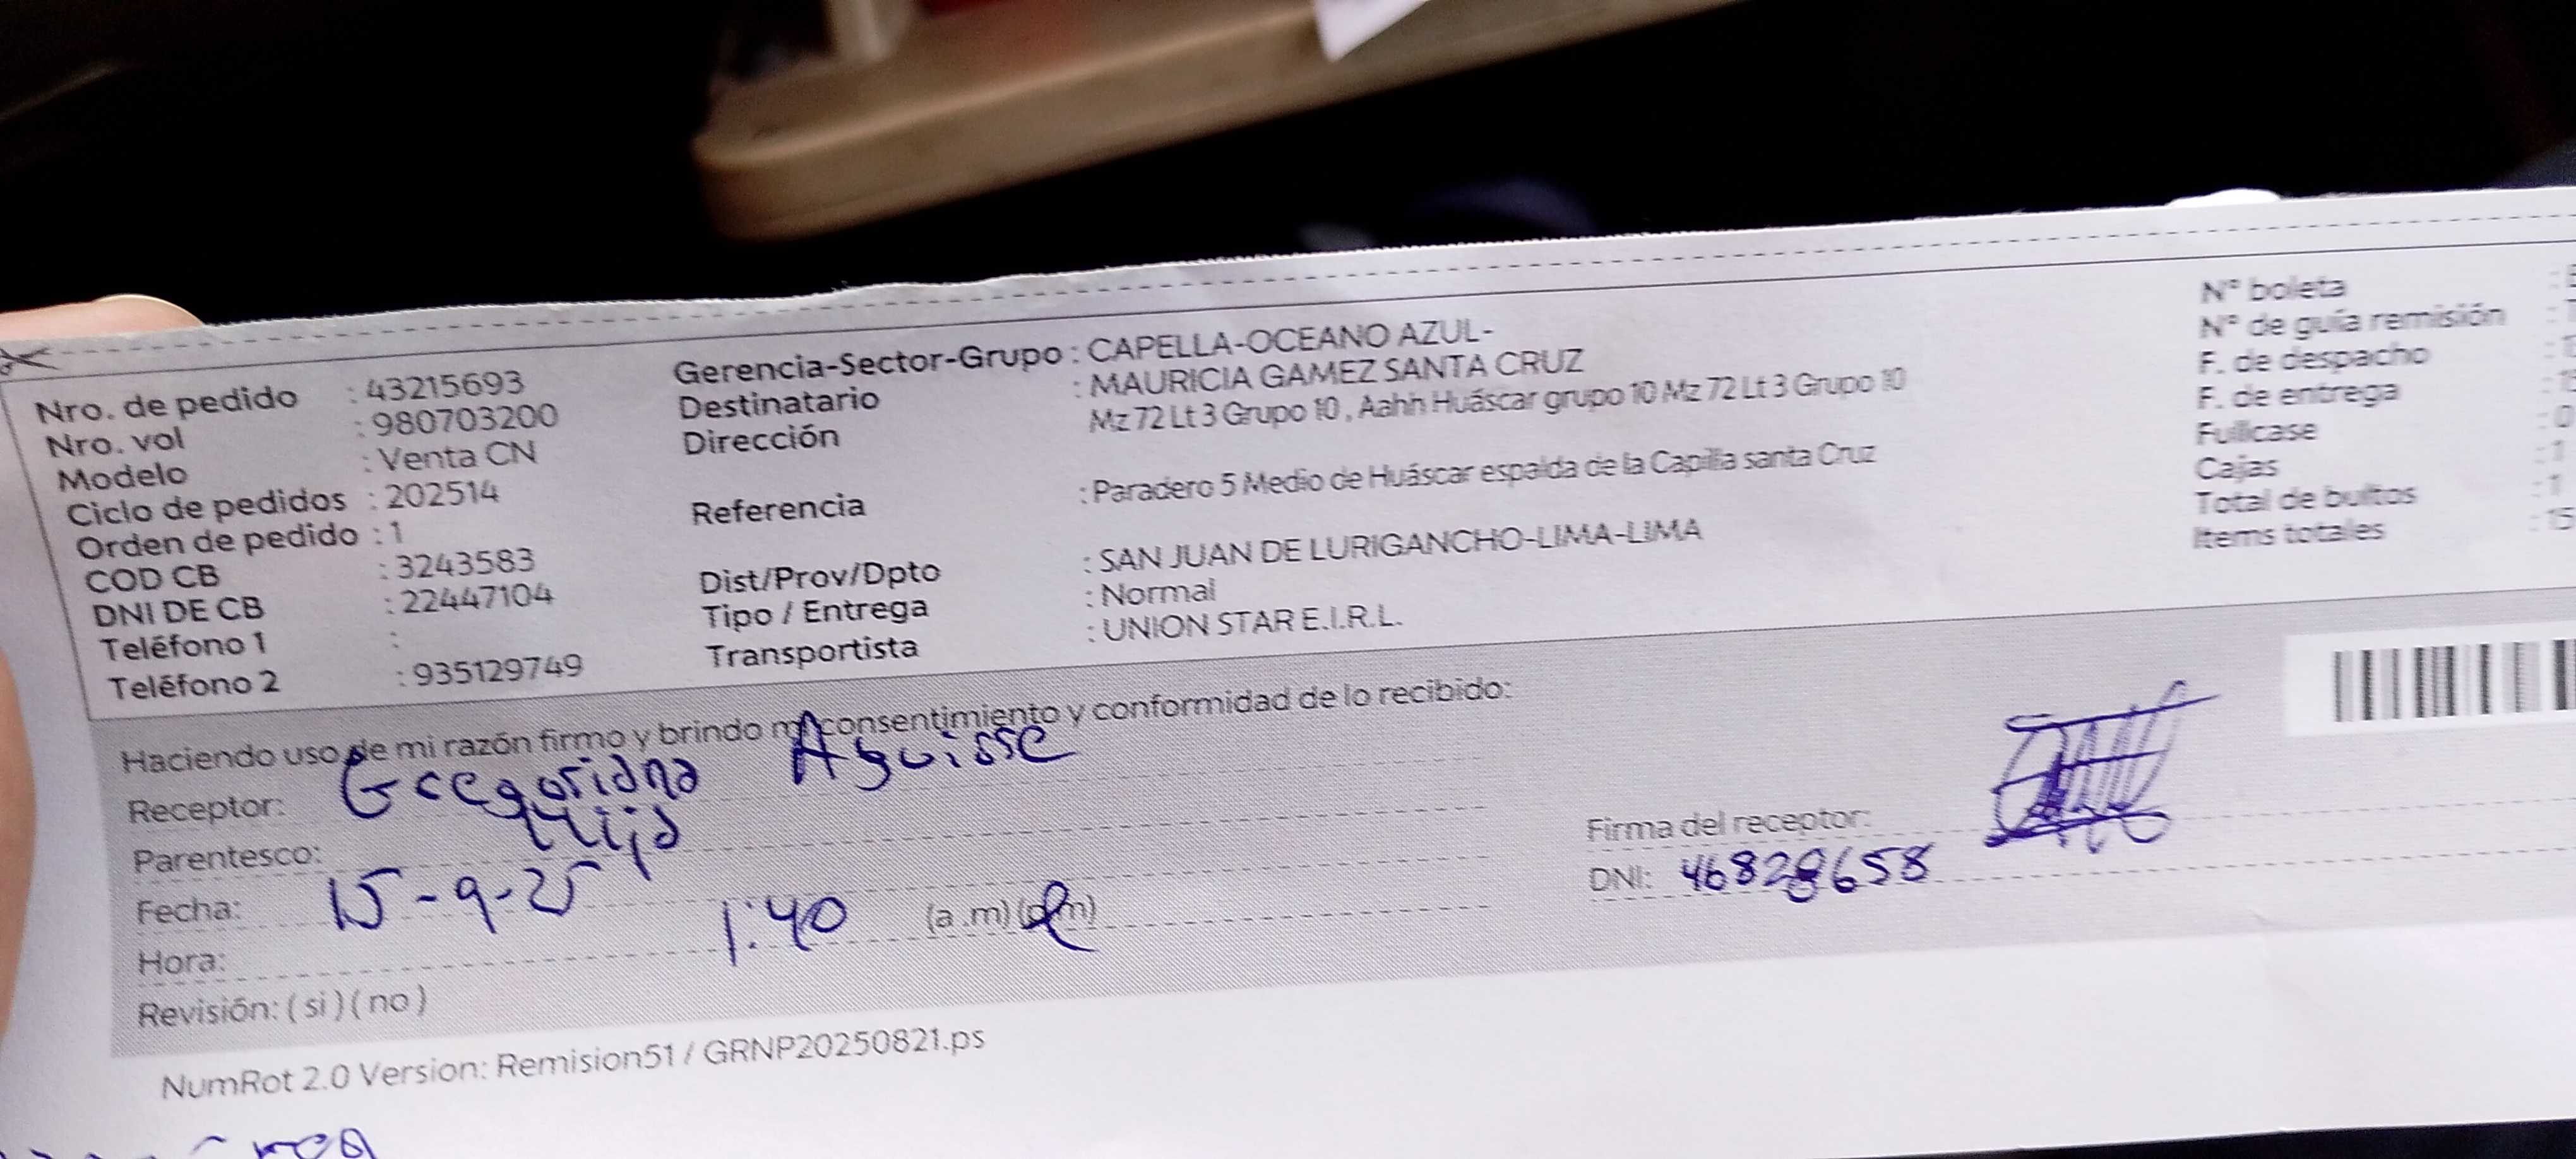 Nro. de pedido : 43215693
Nro. vol : 980703200
Modelo : Venta CN
Ciclo de pedidos : 202514
Orden de pedido : 1
COD CB : 3243583
DNI DE CB : 22447104
Teléfono 1 :
Teléfono 2 : 935129749
Gerencia-Sector-Grupo : CAPELLA-OCEANO AZUL-
Destinatario : MAURICIA GAMEZ SANTA CRUZ
Dirección Mz 72 Lt 3 Grupo 10 , Aahh Huáscar grupo 10 Mz 72 Lt 3 Grupo 10
Referencia : Paradero 5 Medio de Huáscar espalda de la Capilla santa Cruz
Dist/Prov/Dpto : SAN JUAN DE LURIGANCHO-LIMA-LIMA
Tipo / Entrega : Normal
Transportista : UNION STAR E.I.R.L.
N° boleta :
N° de guía remisión :
F. de despacho :
F. de entrega :
Fullcase : 0
Cajas : 1
Total de bultos : 1
Items totales : 15
Haciendo uso de mi razón firmo y brindo mi consentimiento y conformidad de lo recibido:
Receptor: Gregoriana Aguirre
Parentesco: Hija
Fecha: 15-9-25
Hora: 1:40 (a.m) (p.m)
Revisión: ( si ) ( no )
Firma del receptor:
DNI: 46828658
NumRot 2.0 Version: Remision51 / GRNP20250821.ps